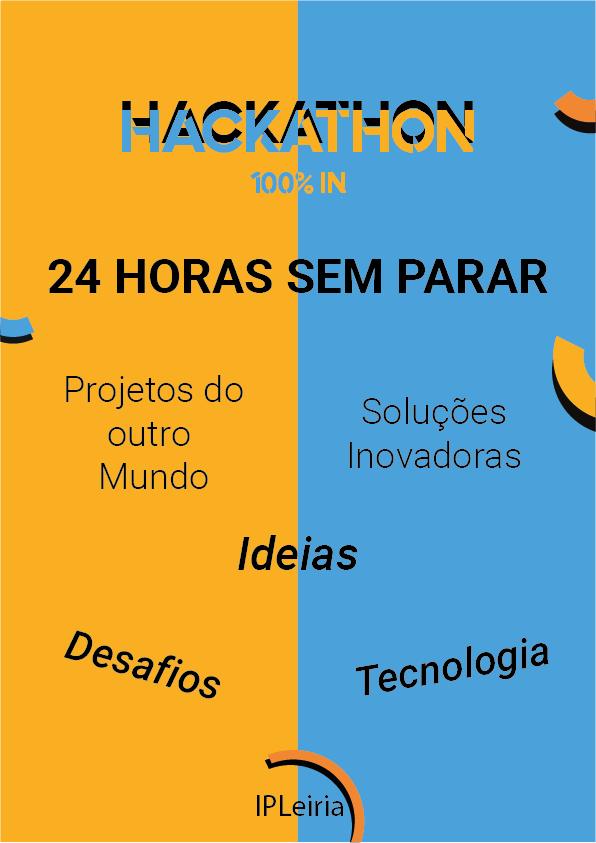 HACKATHON
100% IN
24 HORAS SEM PARAR
Projetos do
outro
Mundo
Soluções
Inovadoras
Ideias
Desafios
Tecnologia
IPLeiria